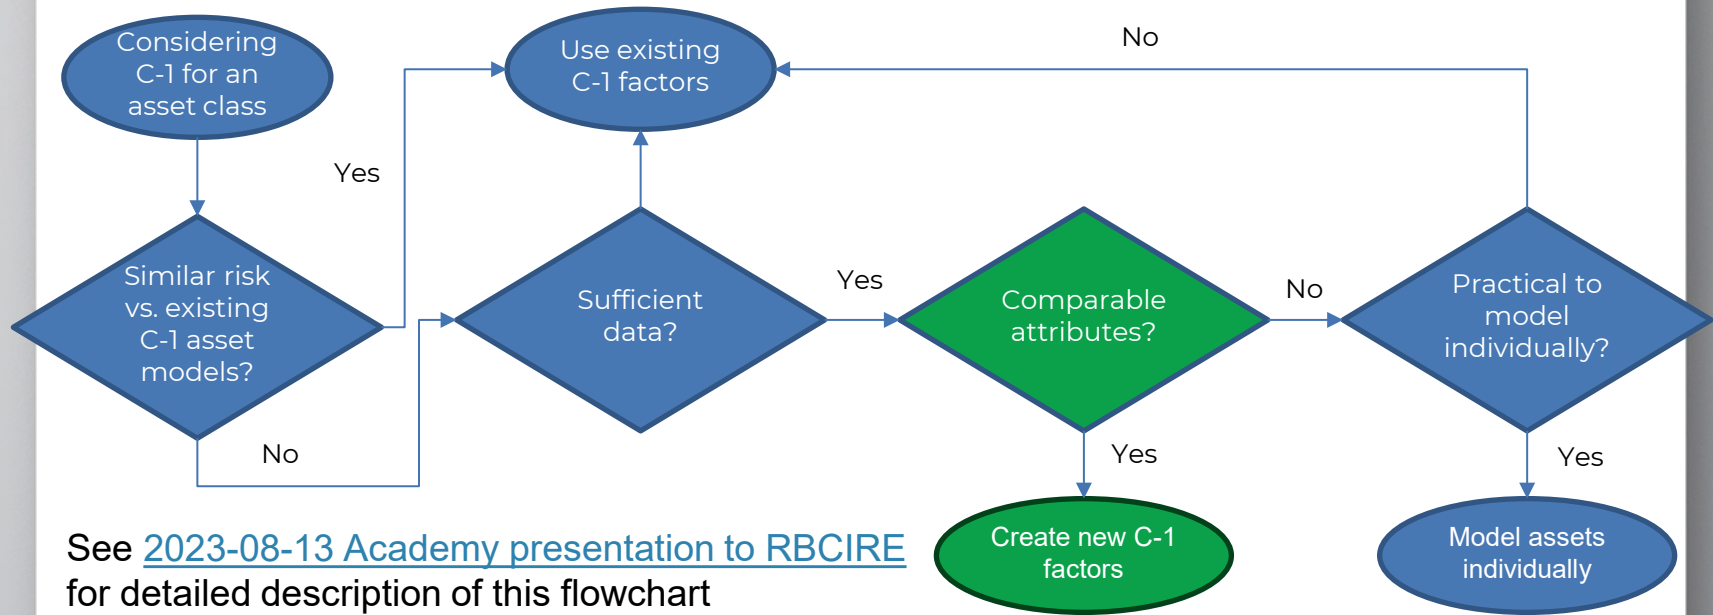 Considering
C-1 for an
asset class
Use existing
C-1 factors
No
Yes
Similar risk
vs. existing
C-1 asset
models?
Sufficient
data?
Yes
Comparable
attributes?
No
Practical to
model
individually?
No
Yes
Yes
See 2023-08-13 Academy presentation to RBCIRE
for detailed description of this flowchart
Create new C-1
factors
Model assets
individually